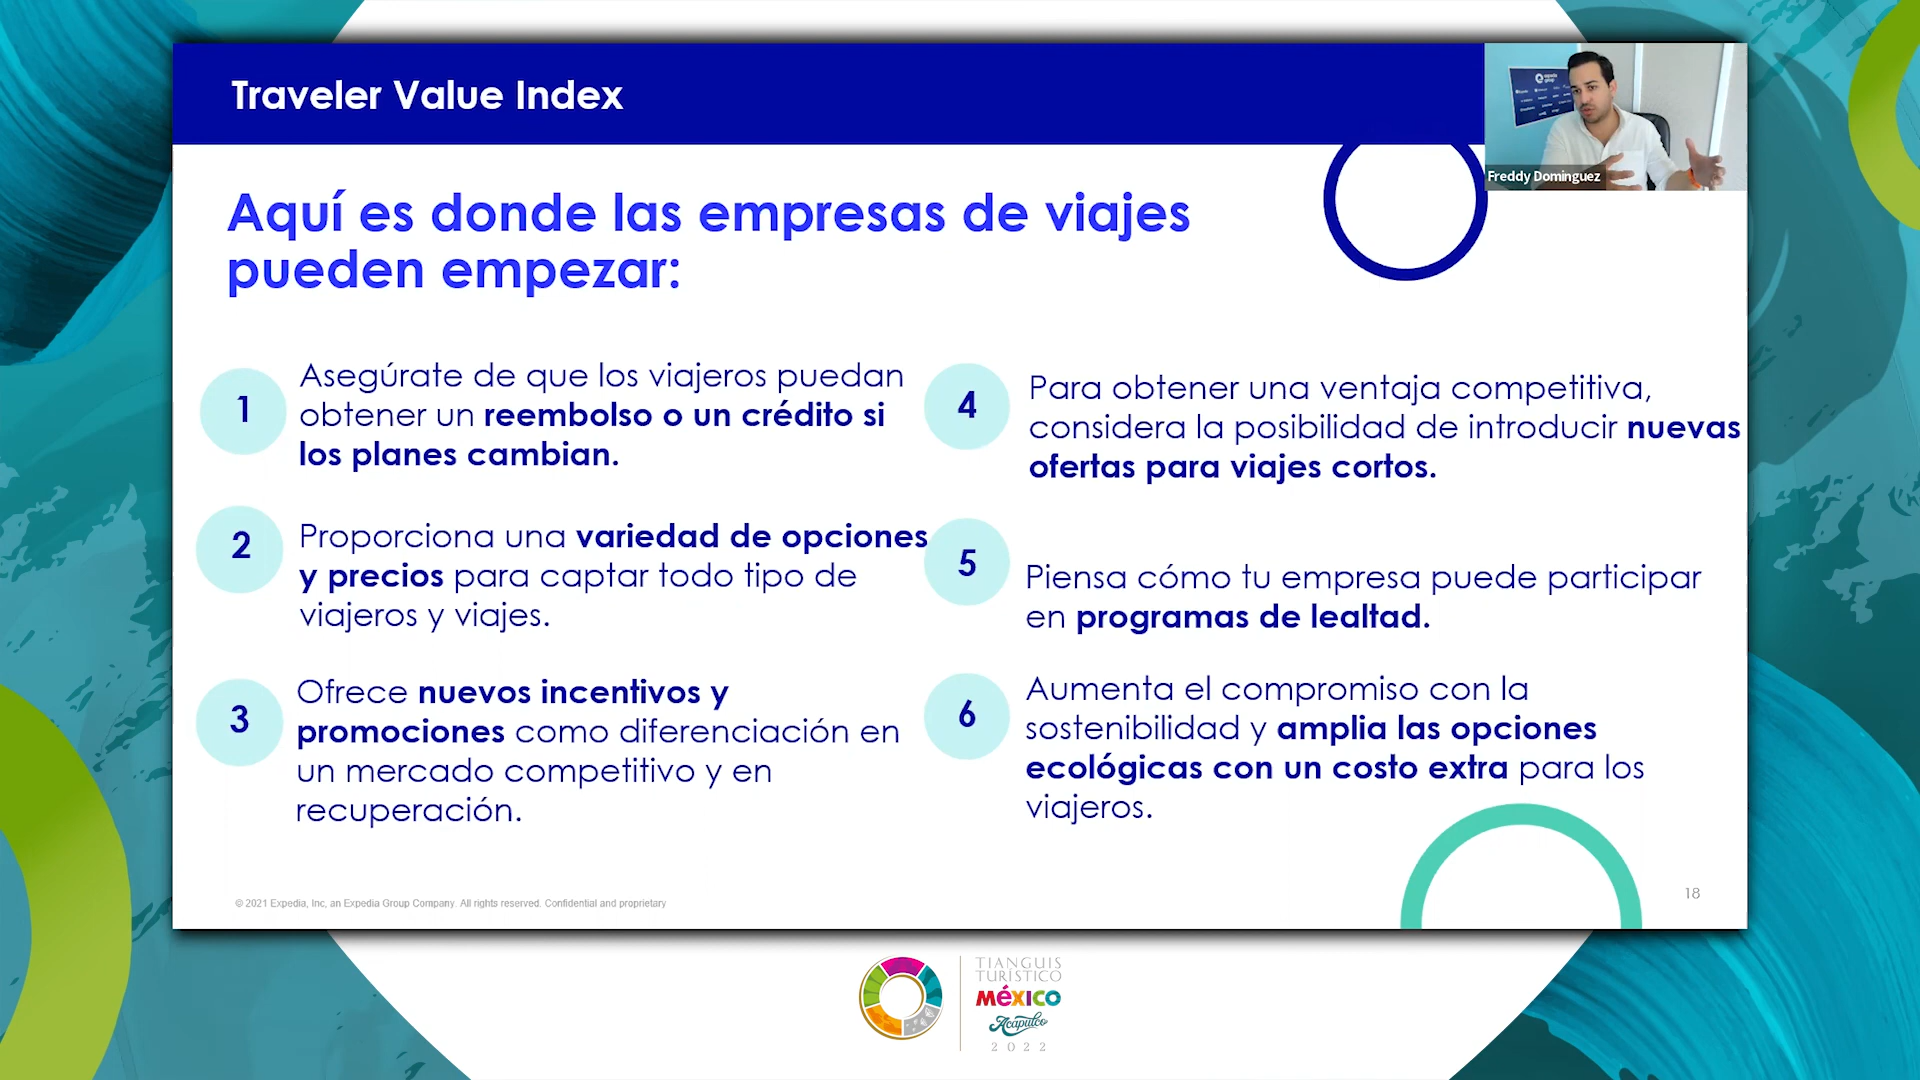 Traveler Value Index
Freddy Dominguez
Aquí es donde las empresas de viajes
pueden empezar:
1
Asegúrate de que los viajeros puedan
obtener un reembolso o un crédito si
los planes cambian.
2
Proporciona una variedad de opciones
y precios para captar todo tipo de
viajeros y viajes.
3
Ofrece nuevos incentivos y
promociones como diferenciación en
un mercado competitivo y en
recuperación.
4
Para obtener una ventaja competitiva,
considera la posibilidad de introducir nuevas
ofertas para viajes cortos.
5
Piensa cómo tu empresa puede participar
en programas de lealtad.
6
Aumenta el compromiso con la
sostenibilidad y amplia las opciones
ecológicas con un costo extra para los
viajeros.
© 2021 Expedia, Inc, an Expedia Group Company. All rights reserved. Confidential and proprietary
18
TIANGUIS
TURÍSTICO
MéXICO
Acapulco
2022